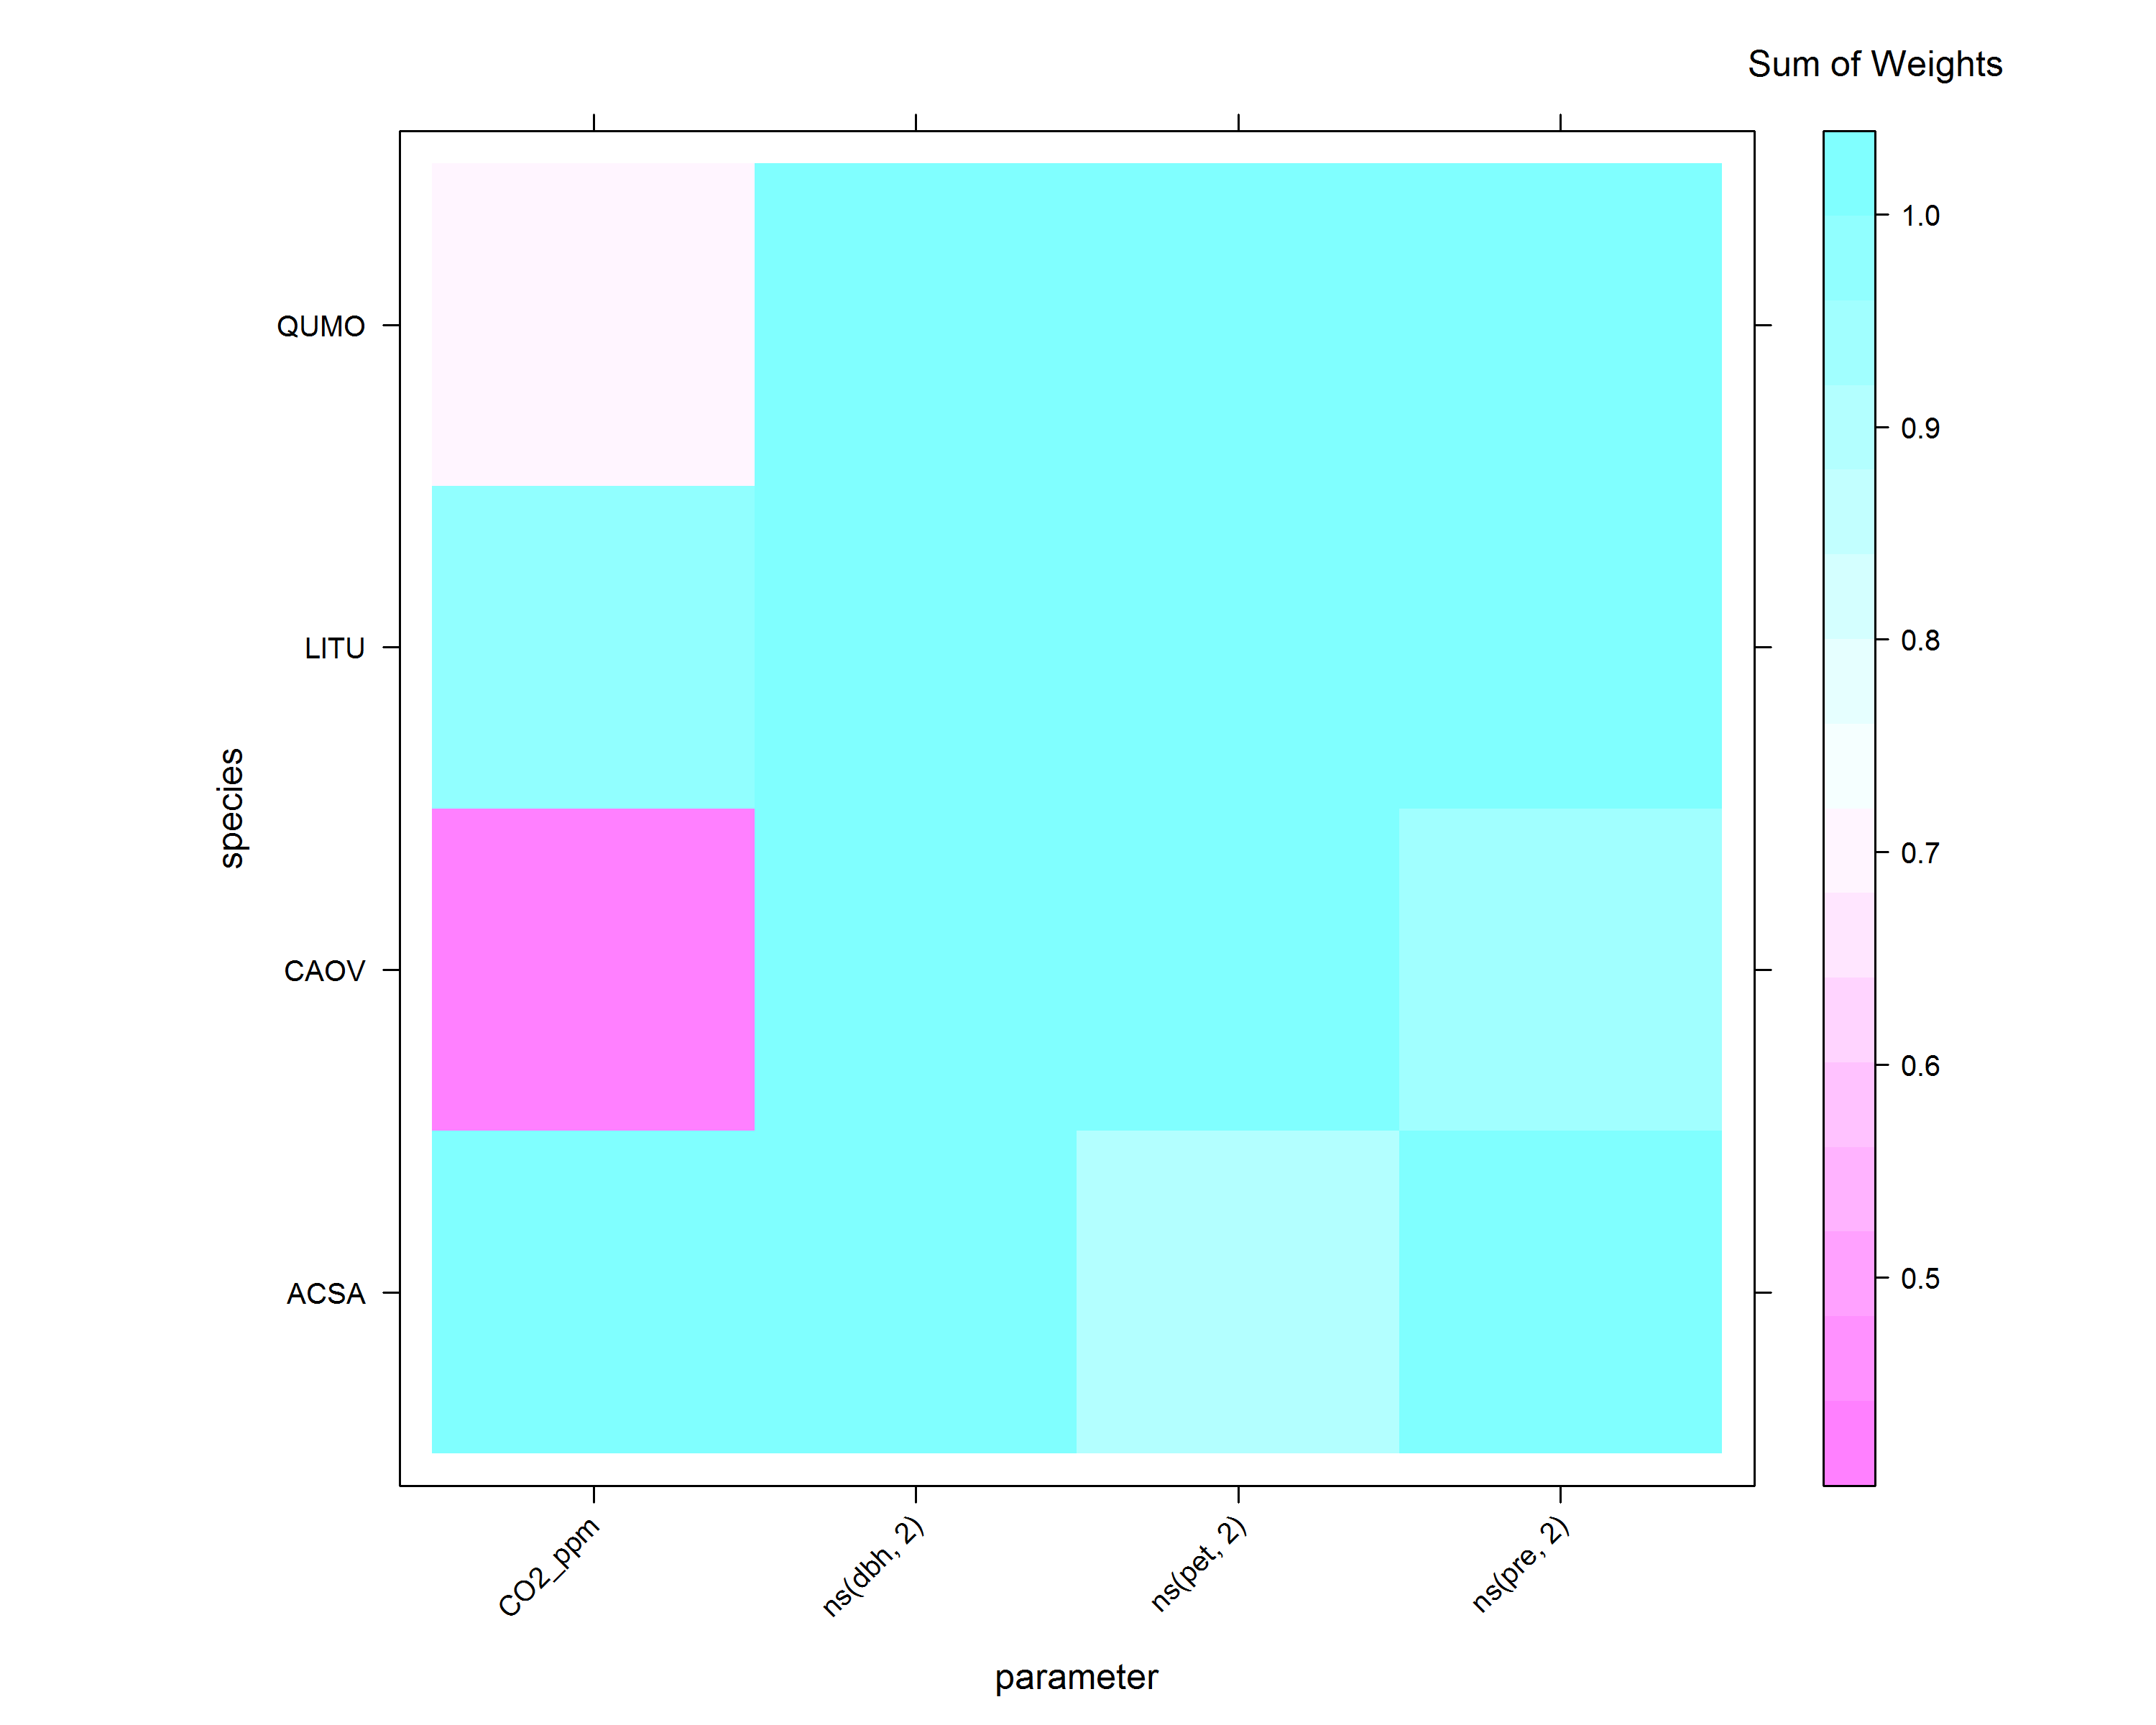 Sum of Weights
1.0
0.9
0.8
0.7
0.6
0.5
species
QUMO
LITU
CAOV
ACSA
CO2_ppm
ns(dbh, 2)
ns(pet, 2)
ns(pre, 2)
parameter